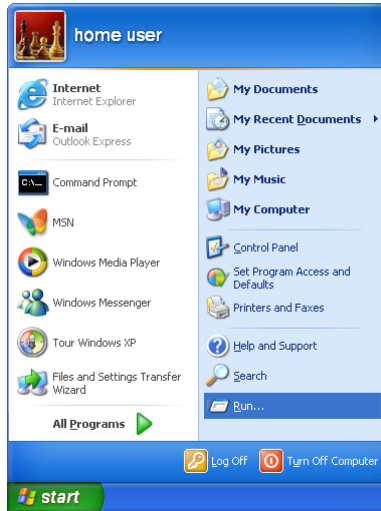 home user
Internet
Internet Explorer
E-mail
Outlook Express
C:\_
Command Prompt
MSN
Windows Media Player
Windows Messenger
Tour Windows XP
Files and Settings Transfer
Wizard
All Programs
My Documents
My Recent Documents
My Pictures
My Music
My Computer
Control Panel
Set Program Access and
Defaults
Printers and Faxes
Help and Support
Search
Run...
Log Off
Turn Off Computer
start